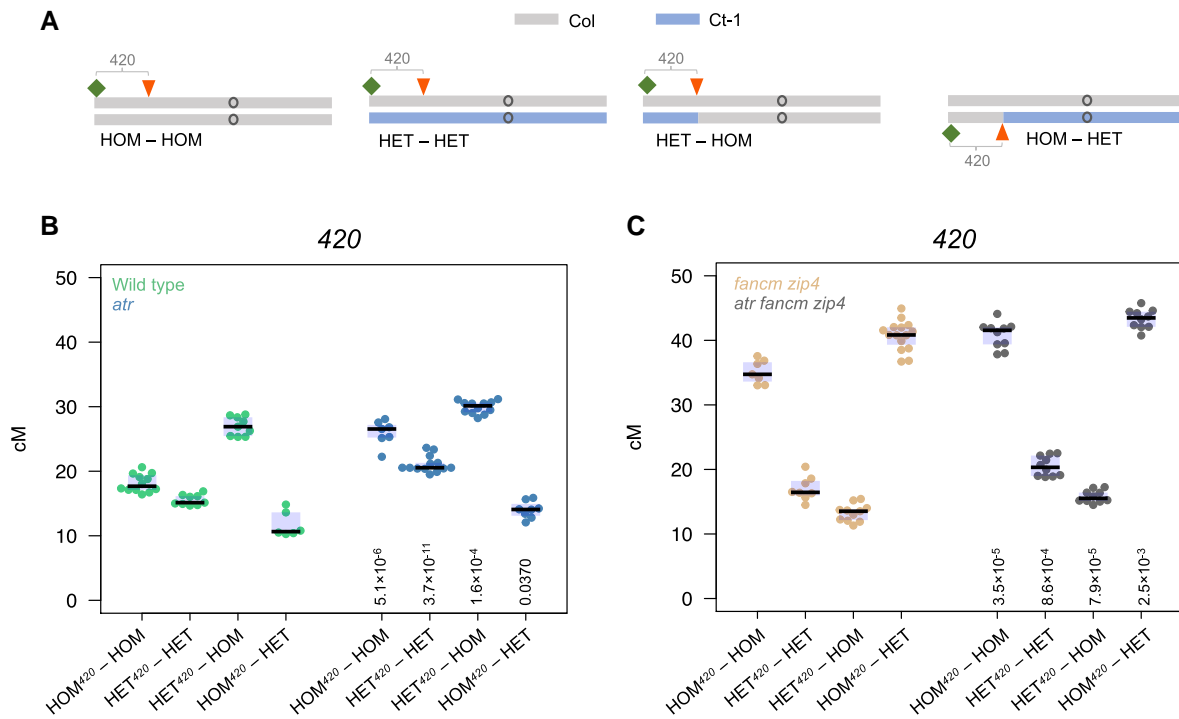 A
Col
Ct-1
420
420
420
HOM – HOM
HET – HET
HET – HOM
HOM – HET
420
B
420
Wild type
atr
cM
50
40
30
20
10
0
5.1×10⁻⁶
3.7×10⁻¹¹
1.6×10⁻⁴
0.0370
HOM⁴²⁰ – HOM
HET⁴²⁰ – HET
HET⁴²⁰ – HOM
HOM⁴²⁰ – HET
HOM⁴²⁰ – HOM
HET⁴²⁰ – HET
HET⁴²⁰ – HOM
HOM⁴²⁰ – HET
C
420
fancm zip4
atr fancm zip4
cM
50
40
30
20
10
0
3.5×10⁻⁵
8.6×10⁻⁴
7.9×10⁻⁵
2.5×10⁻³
HOM⁴²⁰ – HOM
HET⁴²⁰ – HET
HET⁴²⁰ – HOM
HOM⁴²⁰ – HET
HOM⁴²⁰ – HOM
HET⁴²⁰ – HET
HET⁴²⁰ – HOM
HOM⁴²⁰ – HET